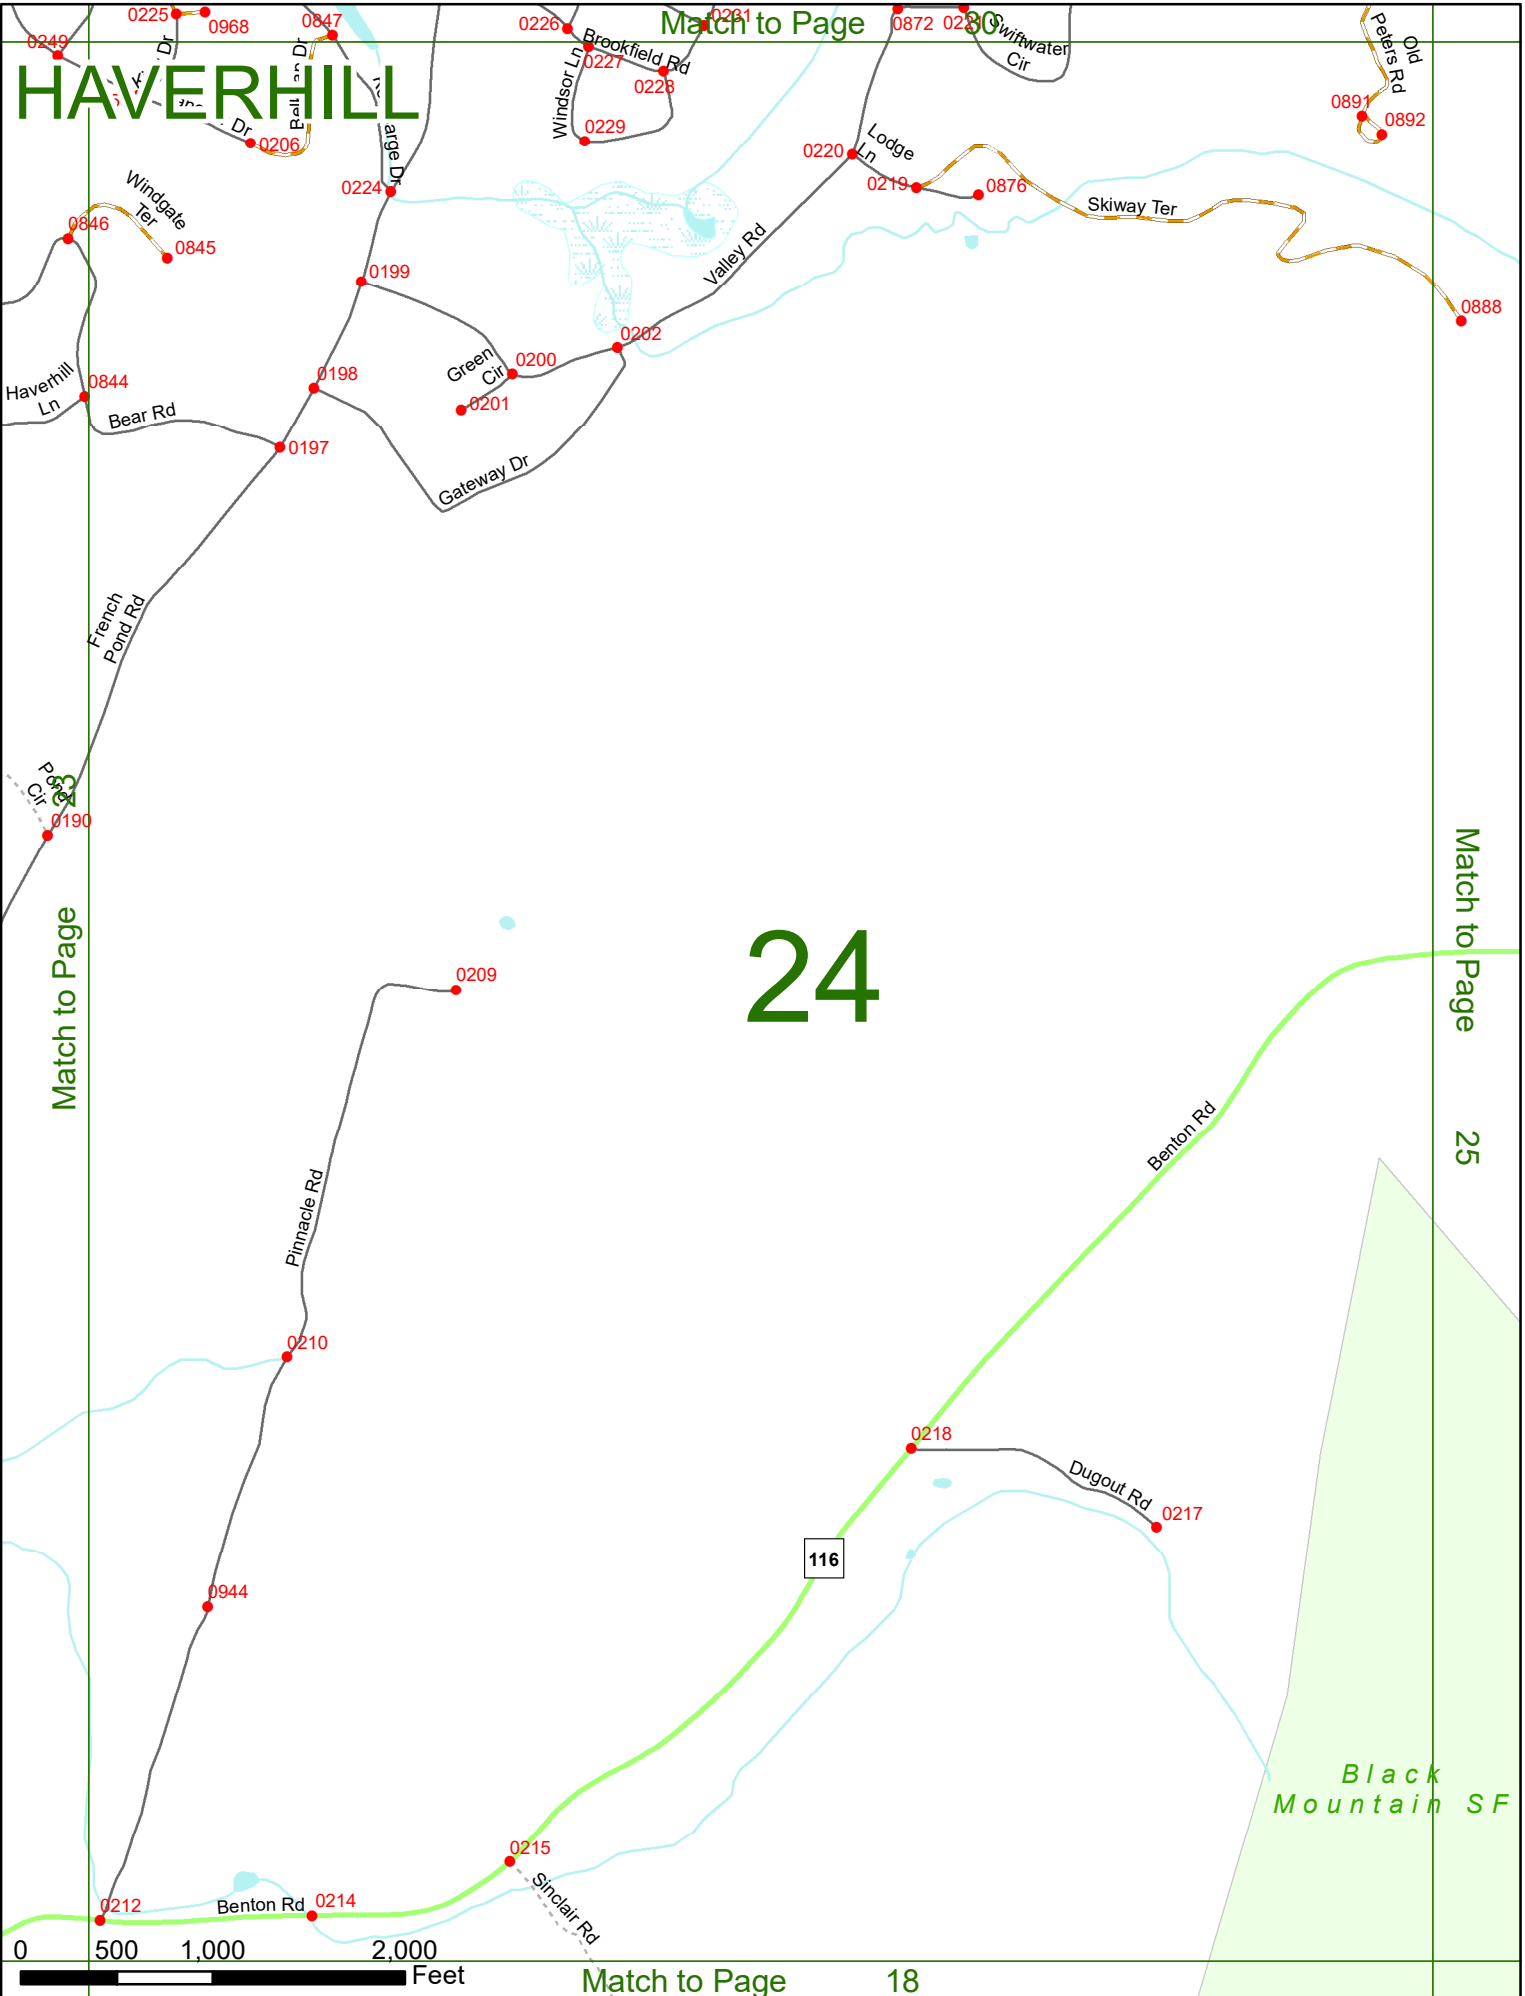 0225
0968
0847
0226
0231
Match to Page
30
0872
Swiftwater
Cir
Old
Peters Rd
0249
Brookfield Rd
0227
0228
Windsor Ln
0229
HAVERHILL
Dr
Dr
0206
0891
0892
0220
Lodge
Ln
0219
0876
Skiway Ter
0224
Windgate
Ter
0846
0845
Valley Rd
0199
0888
0202
Green
Cir
0200
0201
0198
Haverhill
Ln
0844
Bear Rd
0197
Gateway Dr
French
Pond Rd
Pond
Cir
0190
Match to Page
23
24
Match to Page
25
0209
Benton Rd
Pinnacle Rd
0210
0218
Dugout Rd
0217
116
0944
Black
Mountain SF
0215
Sinclair Rd
0212
Benton Rd
0214
0 500 1,000 2,000
Feet
Match to Page
18